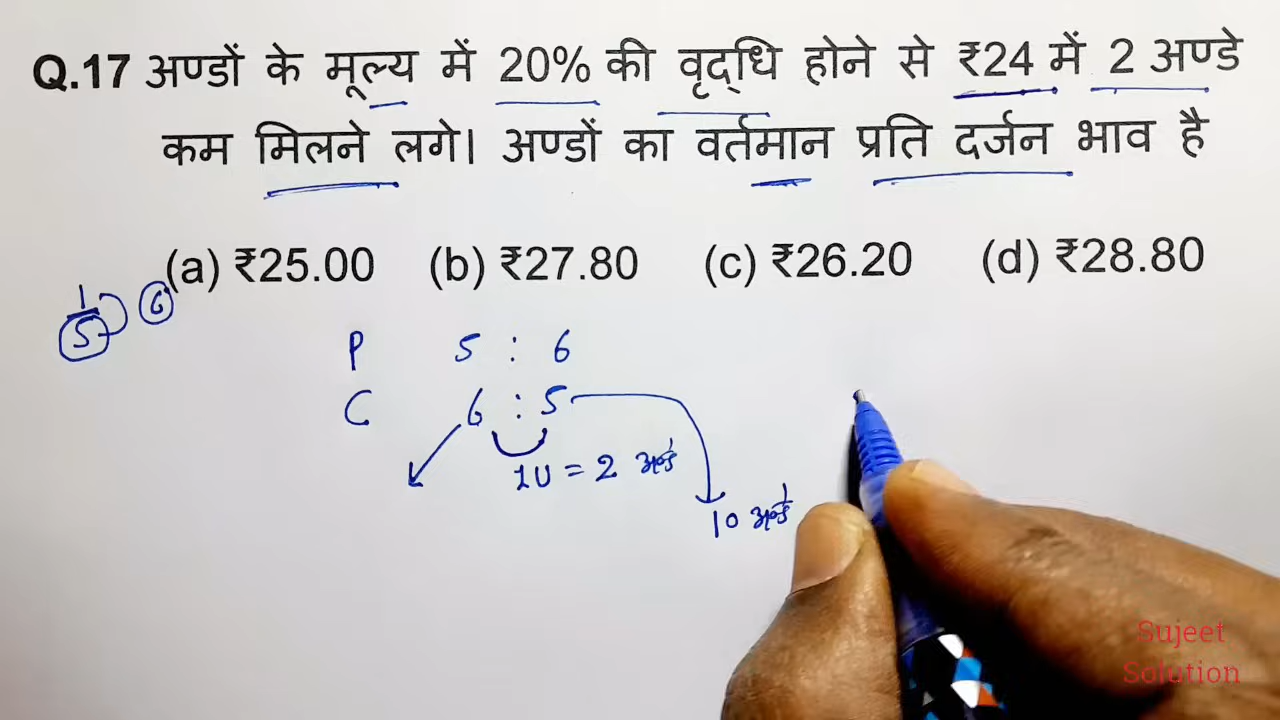 Q.17 अण्डों के मूल्य में 20% की वृद्धि होने से ₹24 में 2 अण्डे
कम मिलने लगे। अण्डों का वर्तमान प्रति दर्जन भाव है
(a) ₹25.00 (b) ₹27.80 (c) ₹26.20 (d) ₹28.80
1/5 6
P 5 : 6
C 6 : 5
1U = 2 अण्डे
10 अण्डे
Sujeet
Solution